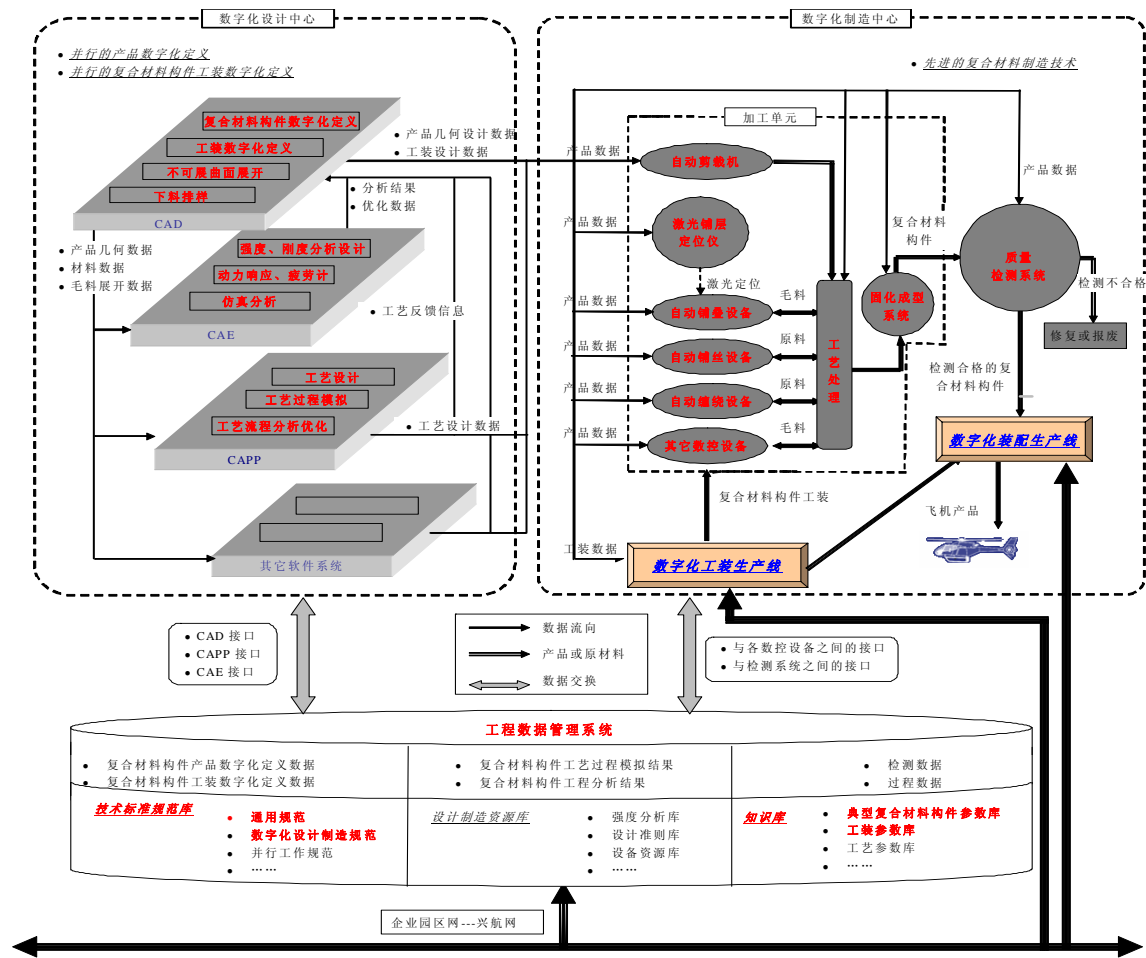 数字化设计中心
• 并行的产品数字化定义
• 并行的复合材料构件工装数字化定义
复合材料构件数字化定义
工装数字化定义
不可展曲面展开
下料排样
CAD
• 产品几何设计数据
• 工装设计数据
• 分析结果
• 优化数据
• 产品几何数据
• 材料数据
• 毛料展开数据
强度、刚度分析设计
动力响应、疲劳计
仿真分析
CAE
• 工艺反馈信息
工艺设计
工艺过程模拟
工艺流程分析优化
CAPP
• 工艺设计数据
其它软件系统
数字化制造中心
• 先进的复合材料制造技术
加工单元
产品数据
自动剪裁机
产品数据
激光铺层
定位仪
激光定位
产品数据
自动铺叠设备
毛料
产品数据
自动铺丝设备
原料
产品数据
自动缠绕设备
原料
产品数据
其它数控设备
毛料
工艺处理
固化成型
系统
复合材料
构件
产品数据
质量
检测系统
检测不合格
修复或报废
检测合格的复
合材料构件
数字化装配生产线
飞机产品
复合材料构件工装
工装数据
数字化工装生产线
• CAD 接口
• CAPP 接口
• CAE 接口
数据流向
产品或原材料
数据交换
• 与各数控设备之间的接口
• 与检测系统之间的接口
工程数据管理系统
• 复合材料构件产品数字化定义数据
• 复合材料构件工装数字化定义数据
• 复合材料构件工艺过程模拟结果
• 复合材料构件工程分析结果
• 检测数据
• 过程数据
技术标准规范库
• 通用规范
• 数字化设计制造规范
• 并行工作规范
• ……
设计制造资源库
• 强度分析库
• 设计准则库
• 设备资源库
• ……
知识库
• 典型复合材料构件参数库
• 工装参数库
• 工艺参数库
• ……
企业园区网---兴航网